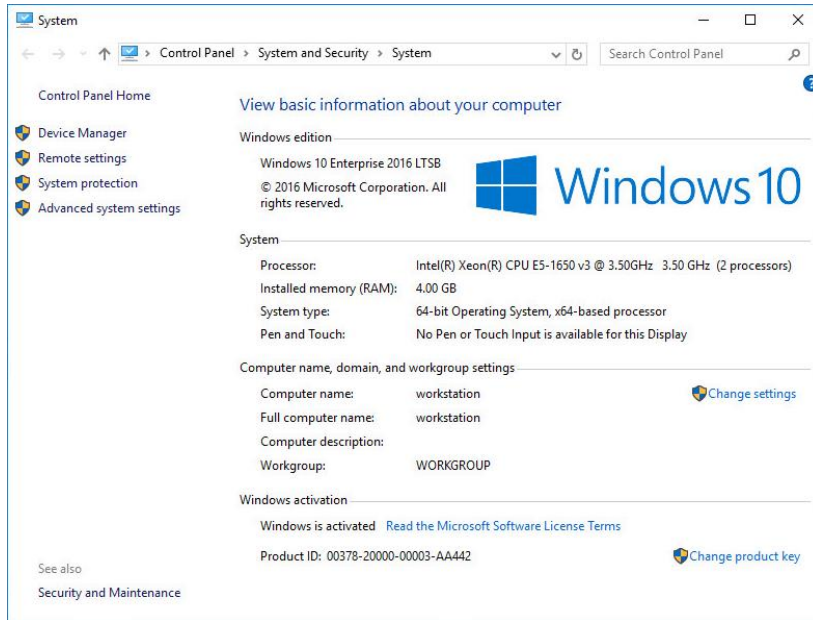 System
Control Panel > System and Security > System
Search Control Panel
Control Panel Home
Device Manager
Remote settings
System protection
Advanced system settings
See also
Security and Maintenance
?
View basic information about your computer
Windows edition
Windows 10 Enterprise 2016 LTSB
© 2016 Microsoft Corporation. All
rights reserved.
Windows 10
System
Processor: Intel(R) Xeon(R) CPU E5-1650 v3 @ 3.50GHz 3.50 GHz (2 processors)
Installed memory (RAM): 4.00 GB
System type: 64-bit Operating System, x64-based processor
Pen and Touch: No Pen or Touch Input is available for this Display
Computer name, domain, and workgroup settings
Computer name: workstation
Change settings
Full computer name: workstation
Computer description:
Workgroup: WORKGROUP
Windows activation
Windows is activated Read the Microsoft Software License Terms
Product ID: 00378-20000-00003-AA442
Change product key